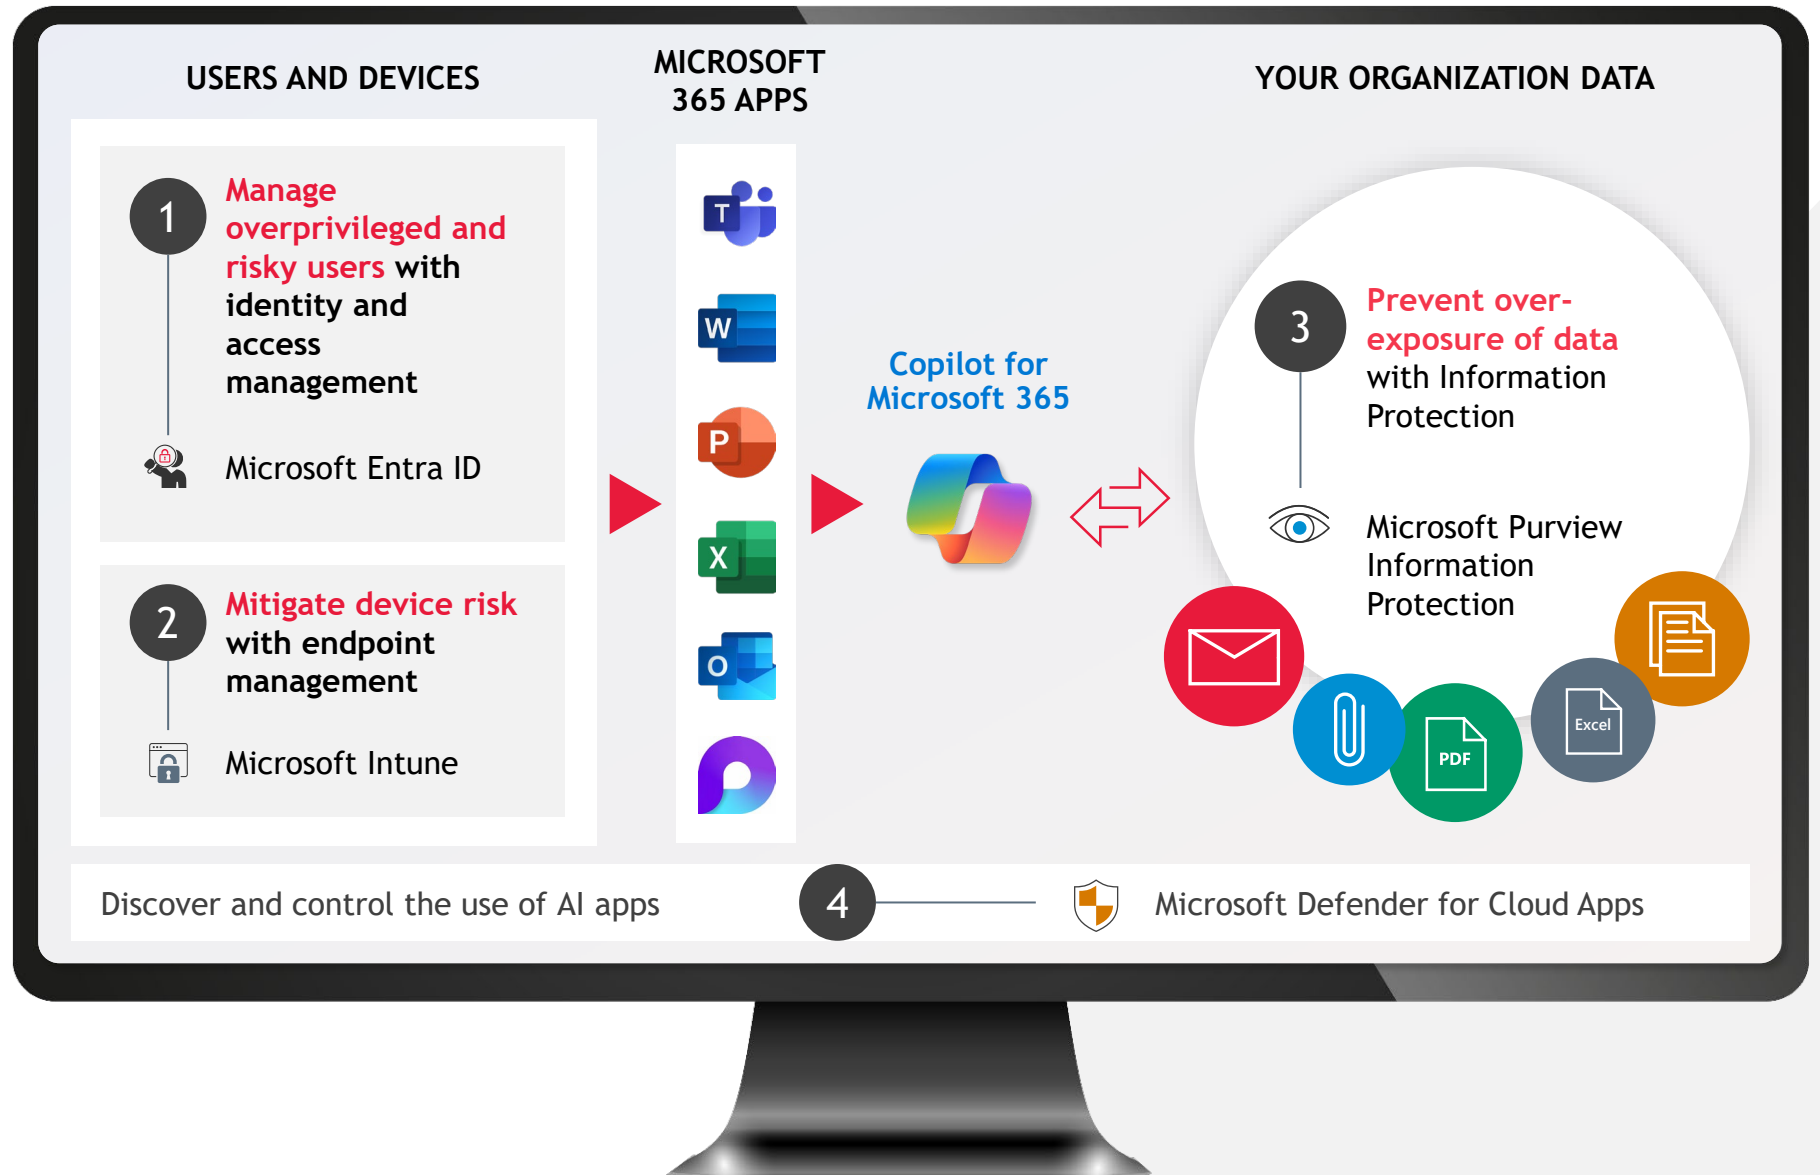 USERS AND DEVICES
1
Manage
overprivileged and
risky users with
identity and
access
management
Microsoft Entra ID
2
Mitigate device risk
with endpoint
management
Microsoft Intune
MICROSOFT
365 APPS
T
W
P
X
O
Copilot for
Microsoft 365
YOUR ORGANIZATION DATA
3
Prevent over-
exposure of data
with Information
Protection
Microsoft Purview
Information
Protection
PDF
Excel
Discover and control the use of AI apps
4
Microsoft Defender for Cloud Apps